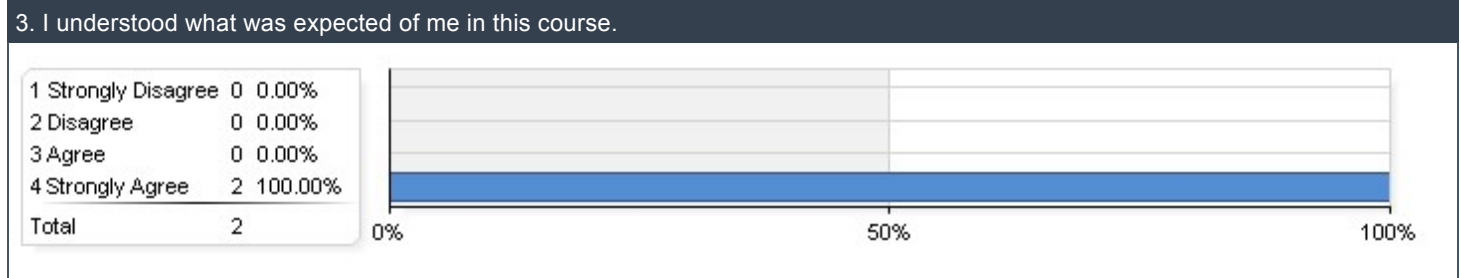 3. I understood what was expected of me in this course.
1 Strongly Disagree 0 0.00%
2 Disagree 0 0.00%
3 Agree 0 0.00%
4 Strongly Agree 2 100.00%
Total 2
0% 50% 100%